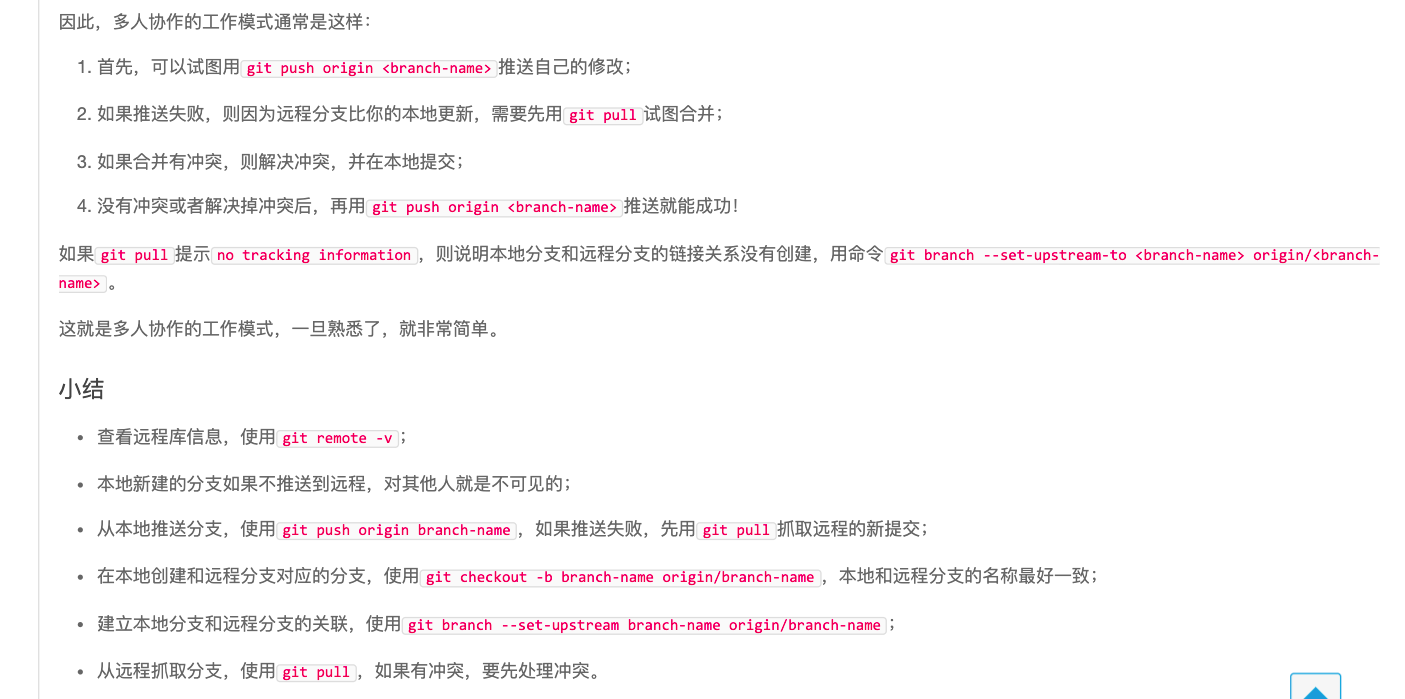 因此，多人协作的工作模式通常是这样：
1. 首先，可以试图用git push origin <branch-name>推送自己的修改；
2. 如果推送失败，则因为远程分支比你的本地更新，需要先用git pull试图合并；
3. 如果合并有冲突，则解决冲突，并在本地提交；
4. 没有冲突或者解决掉冲突后，再用git push origin <branch-name>推送就能成功！
如果git pull提示no tracking information，则说明本地分支和远程分支的链接关系没有创建，用命令git branch --set-upstream-to <branch-name> origin/<branch-
name>。
这就是多人协作的工作模式，一旦熟悉了，就非常简单。
小结
• 查看远程库信息，使用git remote -v；
• 本地新建的分支如果不推送到远程，对其他人就是不可见的；
• 从本地推送分支，使用git push origin branch-name，如果推送失败，先用git pull抓取远程的新提交；
• 在本地创建和远程分支对应的分支，使用git checkout -b branch-name origin/branch-name，本地和远程分支的名称最好一致；
• 建立本地分支和远程分支的关联，使用git branch --set-upstream branch-name origin/branch-name；
• 从远程抓取分支，使用git pull，如果有冲突，要先处理冲突。